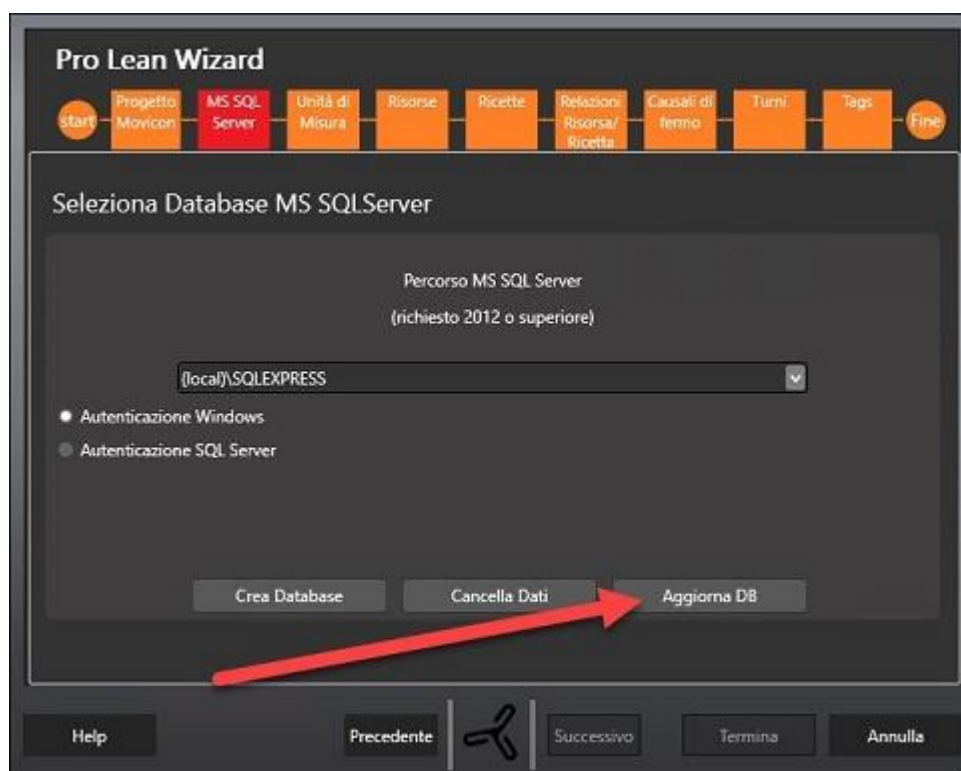 Pro Lean Wizard
start
Progetto
Movicon
MS SQL
Server
Unità di
Misura
Risorse
Ricette
Relazioni
Risorsa/
Ricetta
Causali di
fermo
Turni
Tags
Fine
Seleziona Database MS SQLServer
Percorso MS SQL Server
(richiesto 2012 o superiore)
(local)\SQLEXPRESS
Autenticazione Windows
Autenticazione SQL Server
Crea Database
Cancella Dati
Aggiorna DB
Help
Precedente
Successivo
Termina
Annulla